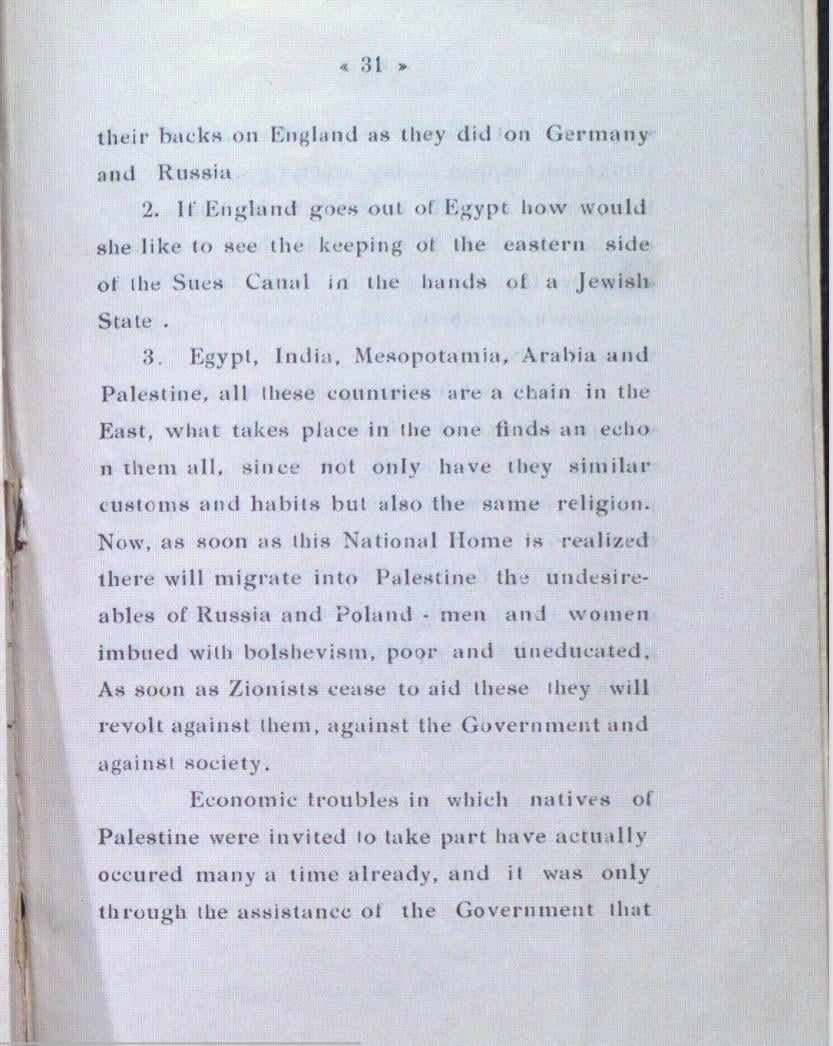 « 31 »
their backs on England as they did on Germany
and Russia
2. If England goes out of Egypt how would
she like to see the keeping of the eastern side
of the Sues Canal in the hands of a Jewish
State .
3. Egypt, India, Mesopotamia, Arabia and
Palestine, all these countries are a chain in the
East, what takes place in the one finds an echo
n them all, since not only have they similar
customs and habits but also the same religion.
Now, as soon as this National Home is realized
there will migrate into Palestine the undesire-
ables of Russia and Poland - men and women
imbued with bolshevism, poor and uneducated.
As soon as Zionists cease to aid these they will
revolt against them, against the Government and
against society.
Economic troubles in which natives of
Palestine were invited to take part have actually
occured many a time already, and it was only
through the assistance of the Government that